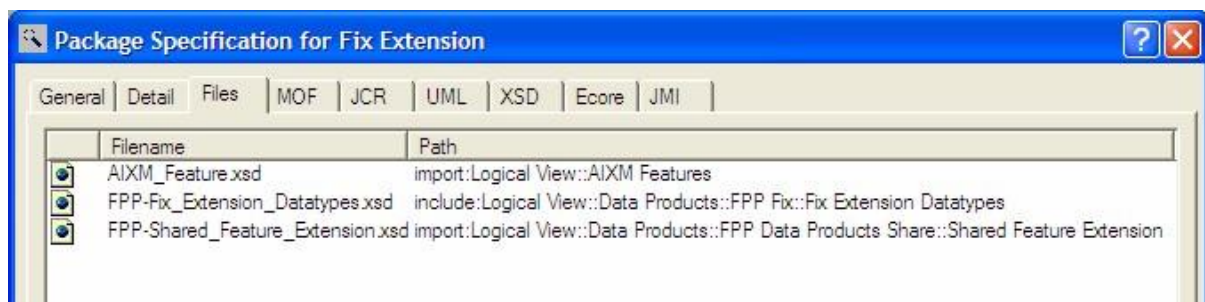 Package Specification for Fix Extension
General Detail Files MOF JCR UML XSD Ecore JMI
Filename Path
AIXM_Feature.xsd import:Logical View::AIXM Features
FPP-Fix_Extension_Datatypes.xsd include:Logical View::Data Products::FPP Fix::Fix Extension Datatypes
FPP-Shared_Feature_Extension.xsd import:Logical View::Data Products::FPP Data Products Share::Shared Feature Extension